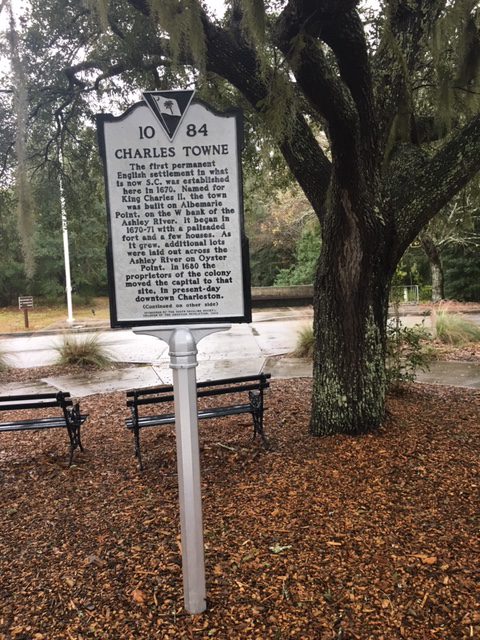 10 84
CHARLES TOWNE
The first permanent
English settlement in what
is now S.C. was established
here in 1670. Named for
King Charles II, the town
was built on Albemarle
Point, on the W bank of the
Ashley River. It began in
1670-71 with a palisaded
fort and a few houses. As
it grew, additional lots
were laid out across the
Ashley River on Oyster
Point. In 1680 the
proprietors of the colony
moved the capital to that
site, in present-day
downtown Charleston.
(Continued on other side)